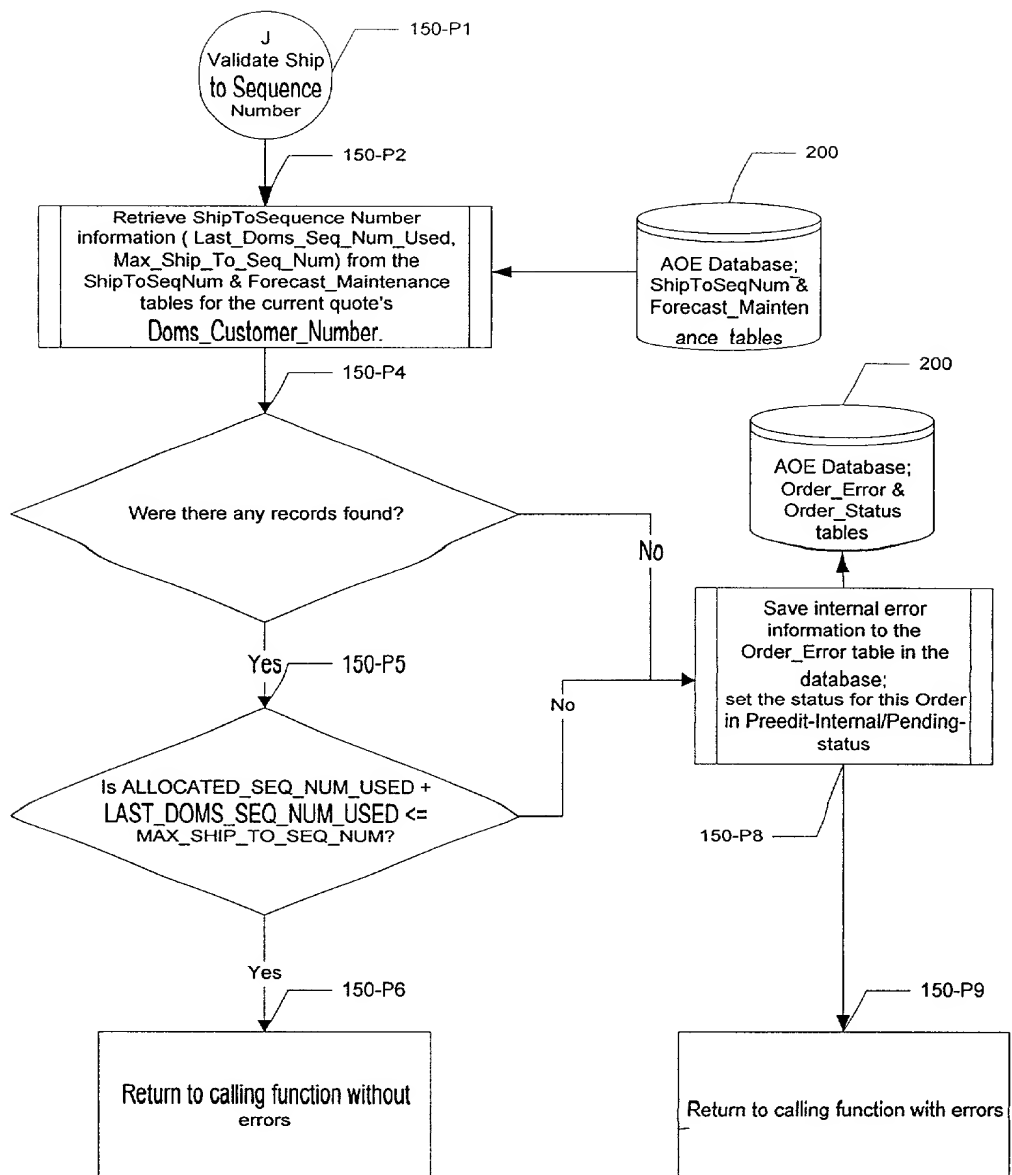 J
Validate Ship
to Sequence
Number
150-P1
150-P2
Retrieve ShipToSequence Number
information ( Last_Doms_Seq_Num_Used,
Max_Ship_To_Seq_Num) from the
ShipToSeqNum & Forecast_Maintenance
tables for the current quote's
Doms_Customer_Number.
200
AOE Database;
ShipToSeqNum &
Forecast_Mainten
ance tables
150-P4
Were there any records found?
No
200
AOE Database;
Order_Error &
Order_Status
tables
Save internal error
information to the
Order_Error table in the
database;
set the status for this Order
in Preedit-Internal/Pending-
status
Yes
150-P5
No
Is ALLOCATED_SEQ_NUM_USED +
LAST_DOMS_SEQ_NUM_USED <=
MAX_SHIP_TO_SEQ_NUM?
150-P8
Yes
150-P6
150-P9
Return to calling function without
errors
Return to calling function with errors